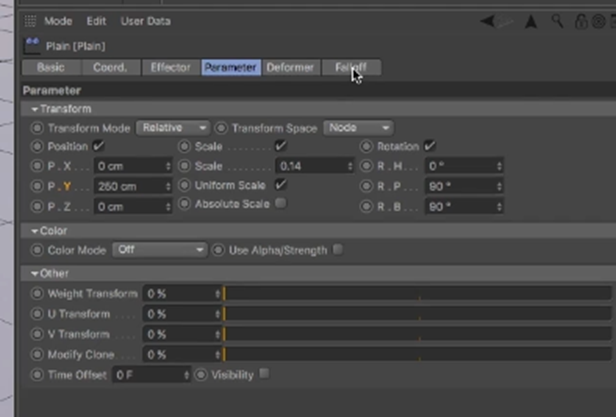 Mode Edit User Data
Plain [Plain]
Basic Coord. Effector Parameter Deformer Falloff
Parameter
Transform
Transform Mode Relative Transform Space Node
Position Scale Rotation
P . X 0 cm Scale 0.14 R . H 0 °
P . Y 260 cm Uniform Scale R . P 90 °
P . Z 0 cm Absolute Scale R . B 90 °
Color
Color Mode Off Use Alpha/Strength
Other
Weight Transform 0 %
U Transform 0 %
V Transform 0 %
Modify Clone 0 %
Time Offset 0 F Visibility